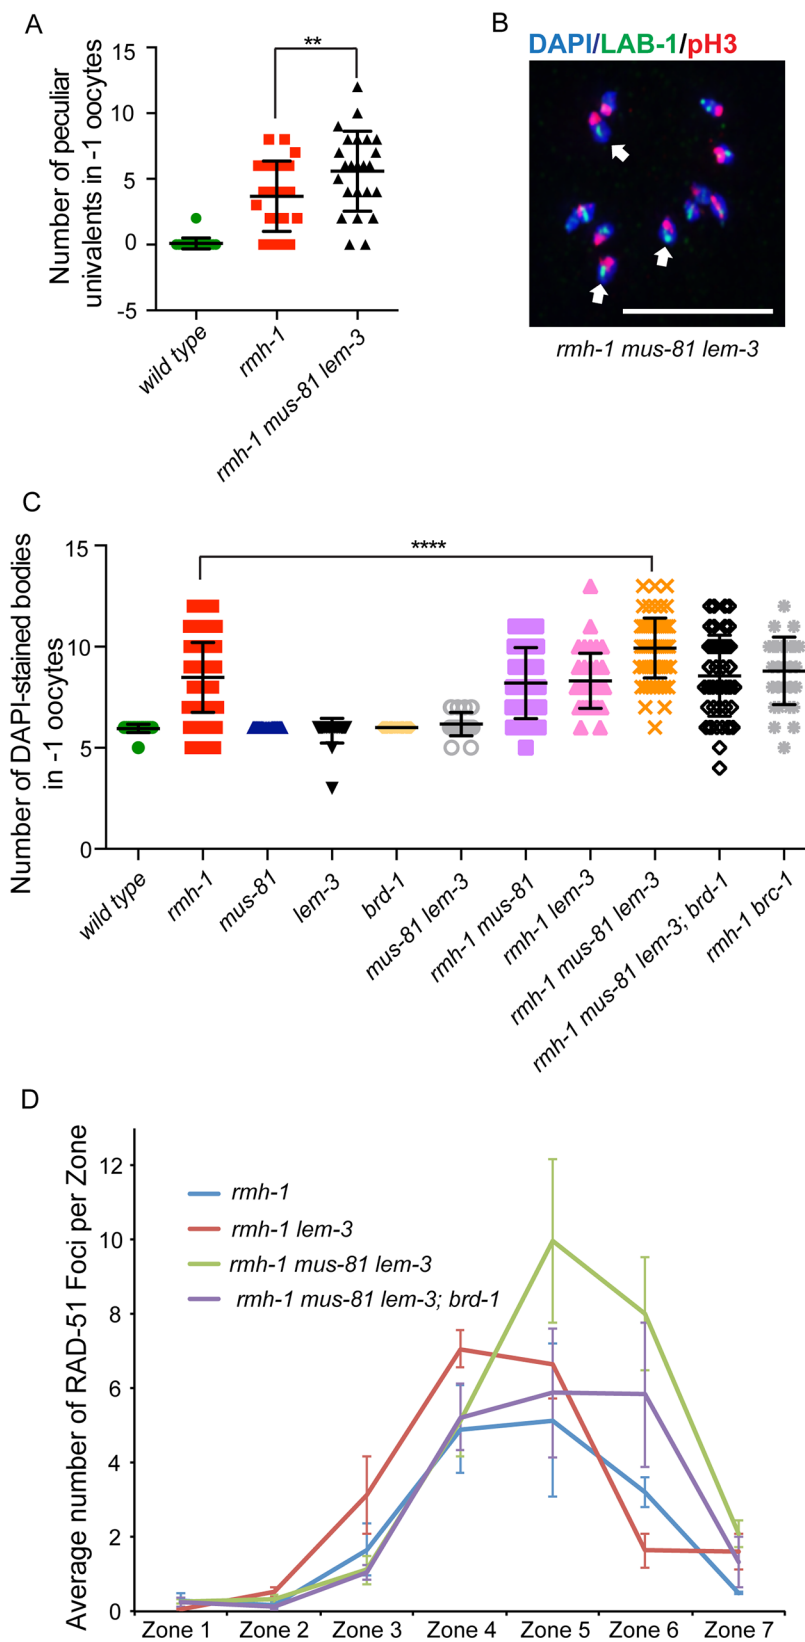 A
Number of peculiar
univalents in -1 oocytes
15
10
5
0
-5
**
wild type
rmh-1
rmh-1 mus-81 lem-3
B
DAPI/LAB-1/pH3
rmh-1 mus-81 lem-3
C
Number of DAPI-stained bodies
in -1 oocytes
15
10
5
0
****
wild type
rmh-1
mus-81
lem-3
brd-1
mus-81 lem-3
rmh-1 mus-81
rmh-1 lem-3
rmh-1 mus-81 lem-3
rmh-1 mus-81 lem-3; brd-1
rmh-1 brc-1
D
Average number of RAD-51 Foci per Zone
12
10
8
6
4
2
0
rmh-1
rmh-1 lem-3
rmh-1 mus-81 lem-3
rmh-1 mus-81 lem-3; brd-1
Zone 1 Zone 2 Zone 3 Zone 4 Zone 5 Zone 6 Zone 7